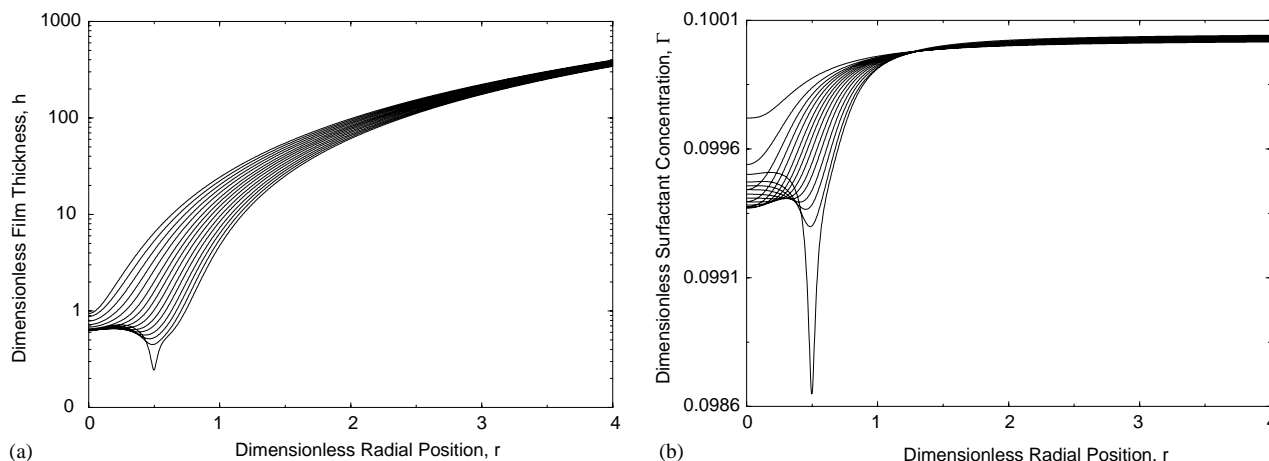 1000
100
10
1
0
Dimensionless Film Thickness, h
0 1 2 3 4
Dimensionless Radial Position, r
(a)
0.1001
0.0996
0.0991
0.0986
Dimensionless Surfactant Concentration, Γ
0 1 2 3 4
Dimensionless Radial Position, r
(b)